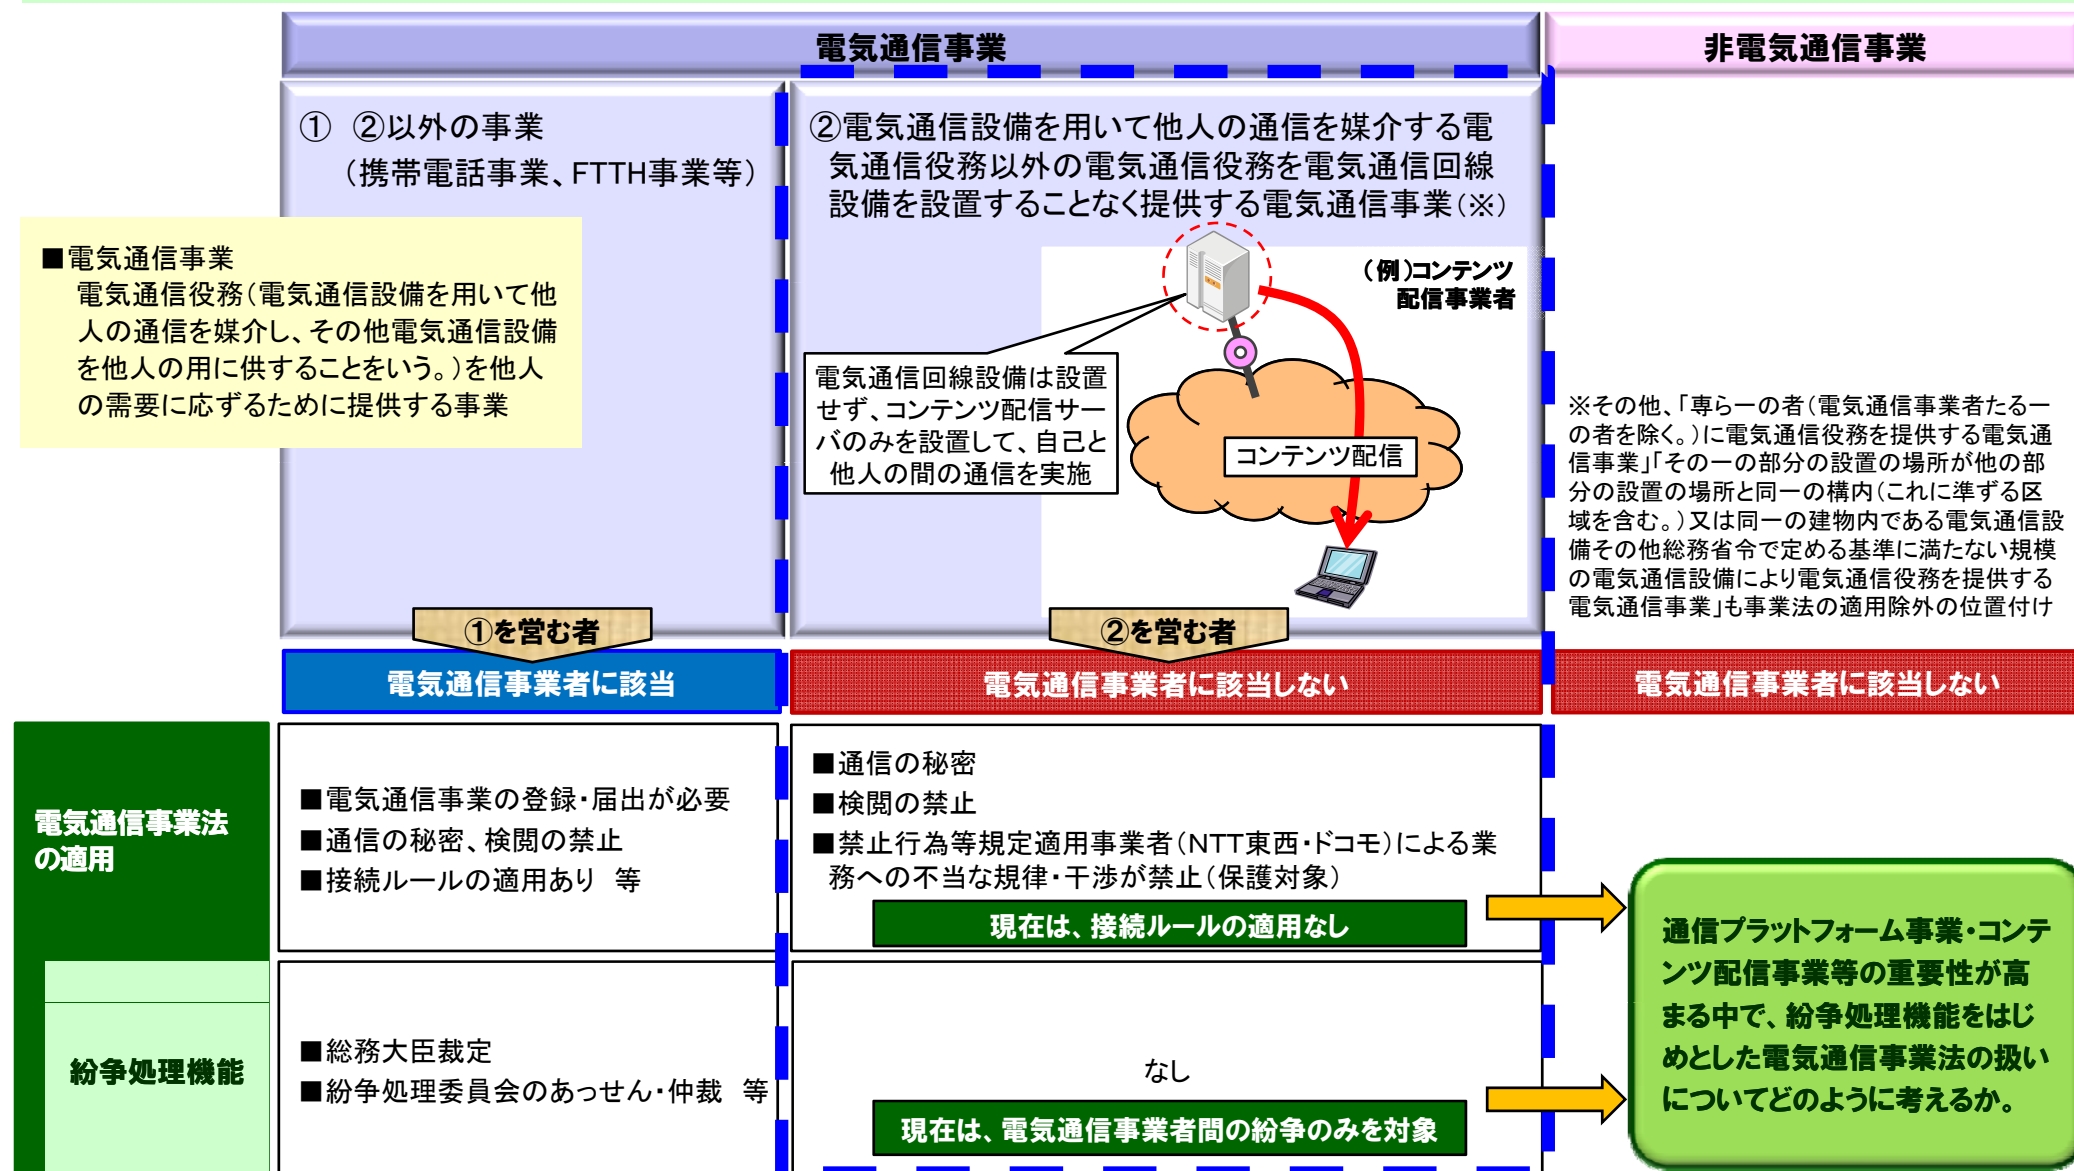 電気通信事業
非電気通信事業
① ②以外の事業
（携帯電話事業、FTTH事業等）
②電気通信設備を用いて他人の通信を媒介する電
気通信役務以外の電気通信役務を電気通信回線
設備を設置することなく提供する電気通信事業（※）
■電気通信事業
電気通信役務（電気通信設備を用いて他
人の通信を媒介し、その他電気通信設備
を他人の用に供することをいう。）を他人
の需要に応ずるために提供する事業
（例）コンテンツ
配信事業者
電気通信回線設備は設置
せず、コンテンツ配信サー
バのみを設置して、自己と
他人の間の通信を実施
コンテンツ配信
※その他、「専ら一の者（電気通信事業者たる一
の者を除く。）に電気通信役務を提供する電気通
信事業」「その一の部分の設置の場所が他の部
分の設置の場所と同一の構内（これに準ずる区
域を含む。）又は同一の建物内である電気通信設
備その他総務省令で定める基準に満たない規模
の電気通信設備により電気通信役務を提供する
電気通信事業」も事業法の適用除外の位置付け
①を営む者
②を営む者
電気通信事業者に該当
電気通信事業者に該当しない
電気通信事業者に該当しない
電気通信事業法
の適用
■電気通信事業の登録・届出が必要
■通信の秘密、検閲の禁止
■接続ルールの適用あり 等
■通信の秘密
■検閲の禁止
■禁止行為等規定適用事業者（NTT東西・ドコモ）による業
務への不当な規律・干渉が禁止（保護対象）
現在は、接続ルールの適用なし
紛争処理機能
■総務大臣裁定
■紛争処理委員会のあっせん・仲裁 等
なし
現在は、電気通信事業者間の紛争のみを対象
通信プラットフォーム事業・コンテ
ンツ配信事業等の重要性が高
まる中で、紛争処理機能をはじ
めとした電気通信事業法の扱い
についてどのように考えるか。